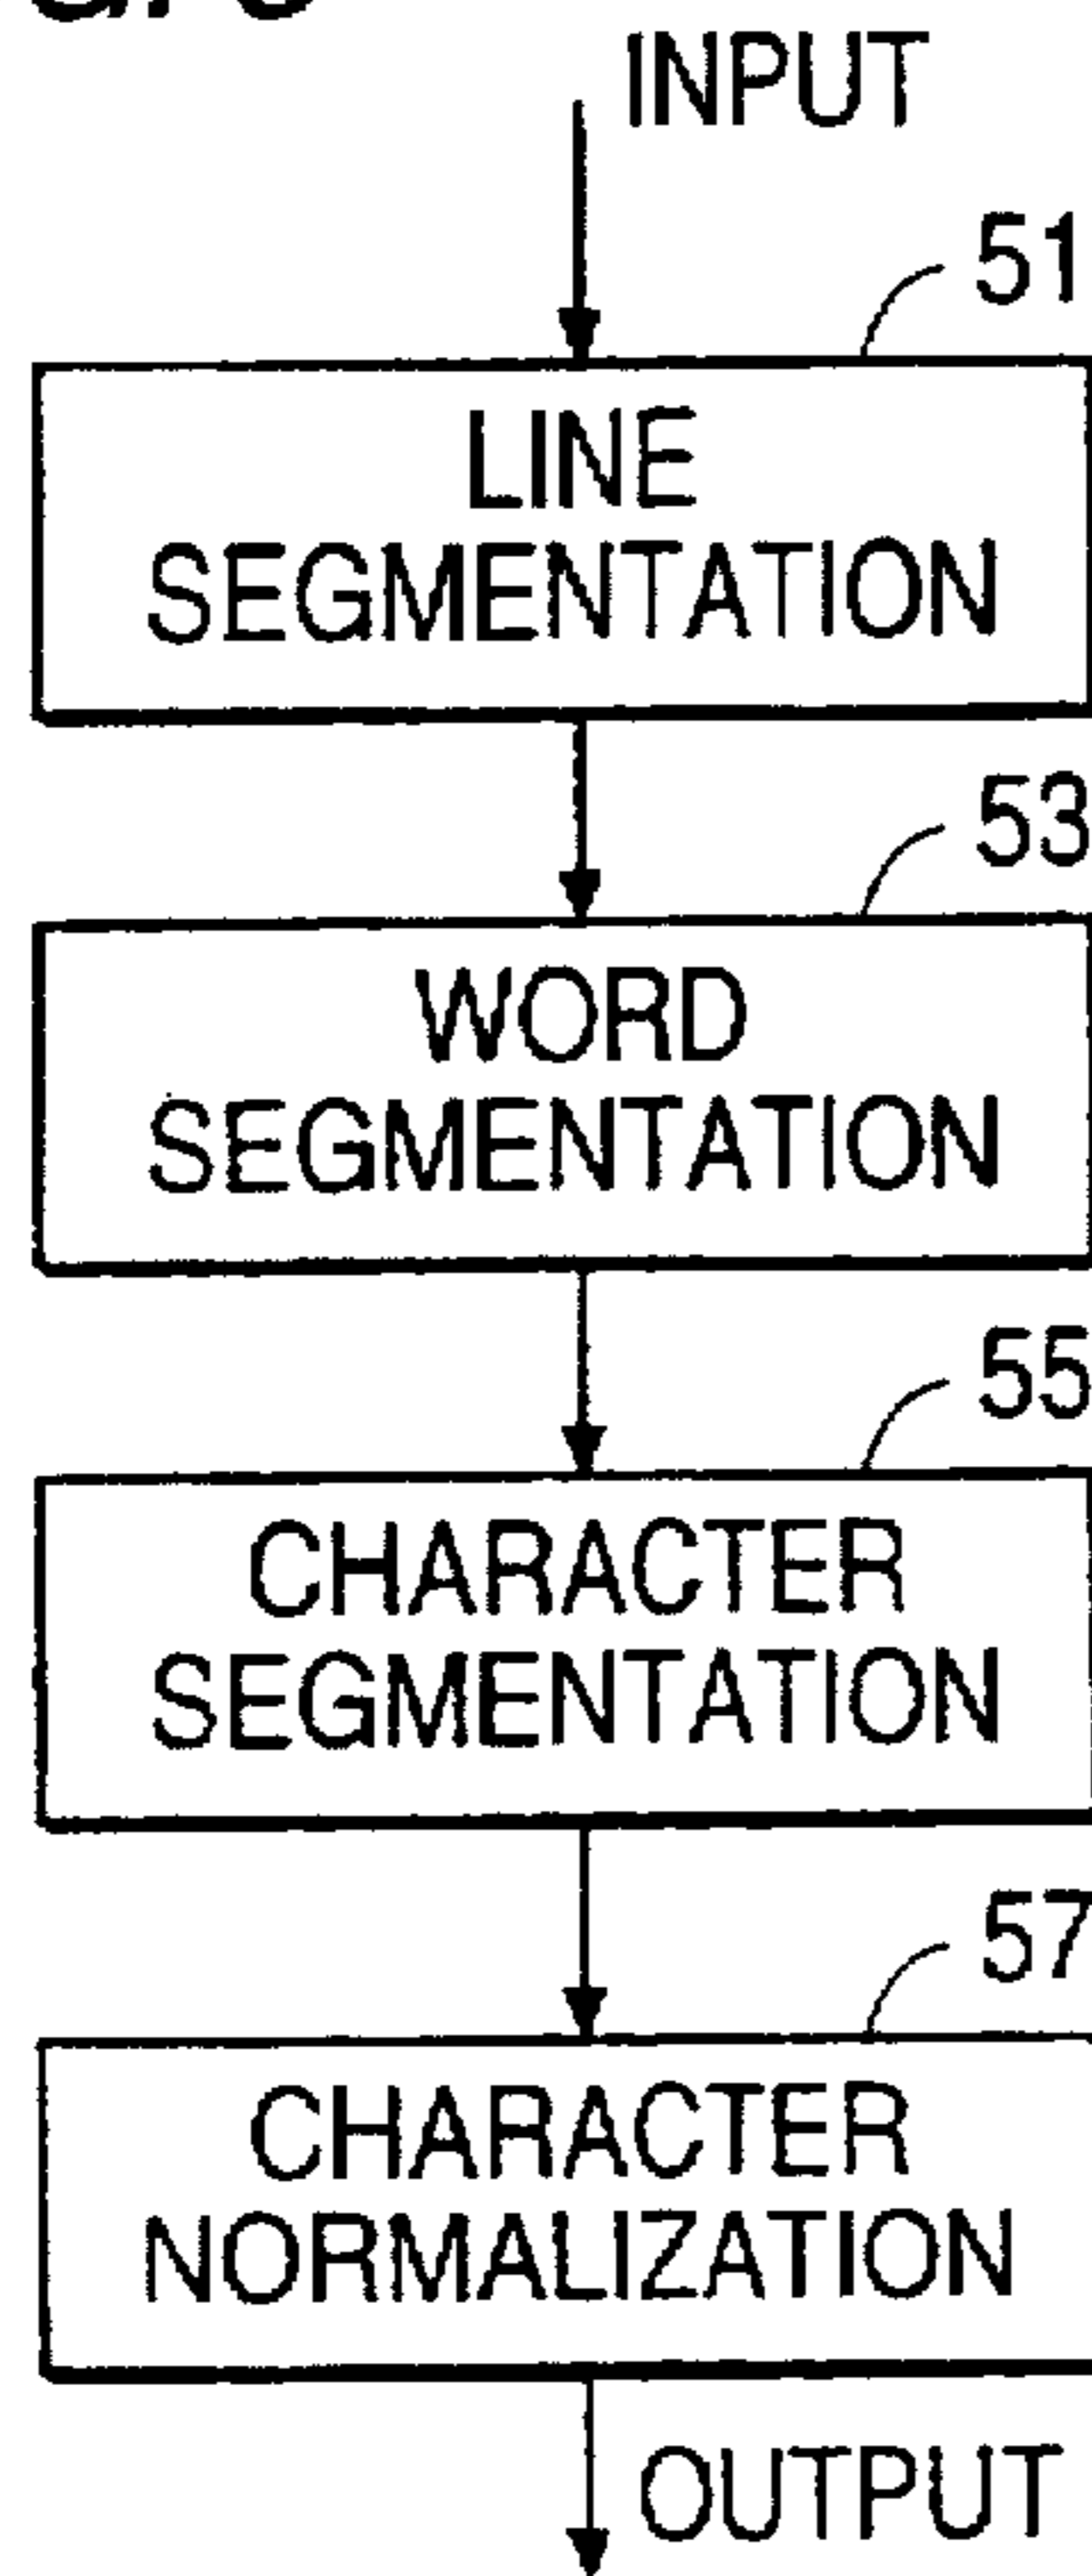 INPUT
51
LINE
SEGMENTATION
53
WORD
SEGMENTATION
55
CHARACTER
SEGMENTATION
57
CHARACTER
NORMALIZATION
OUTPUT